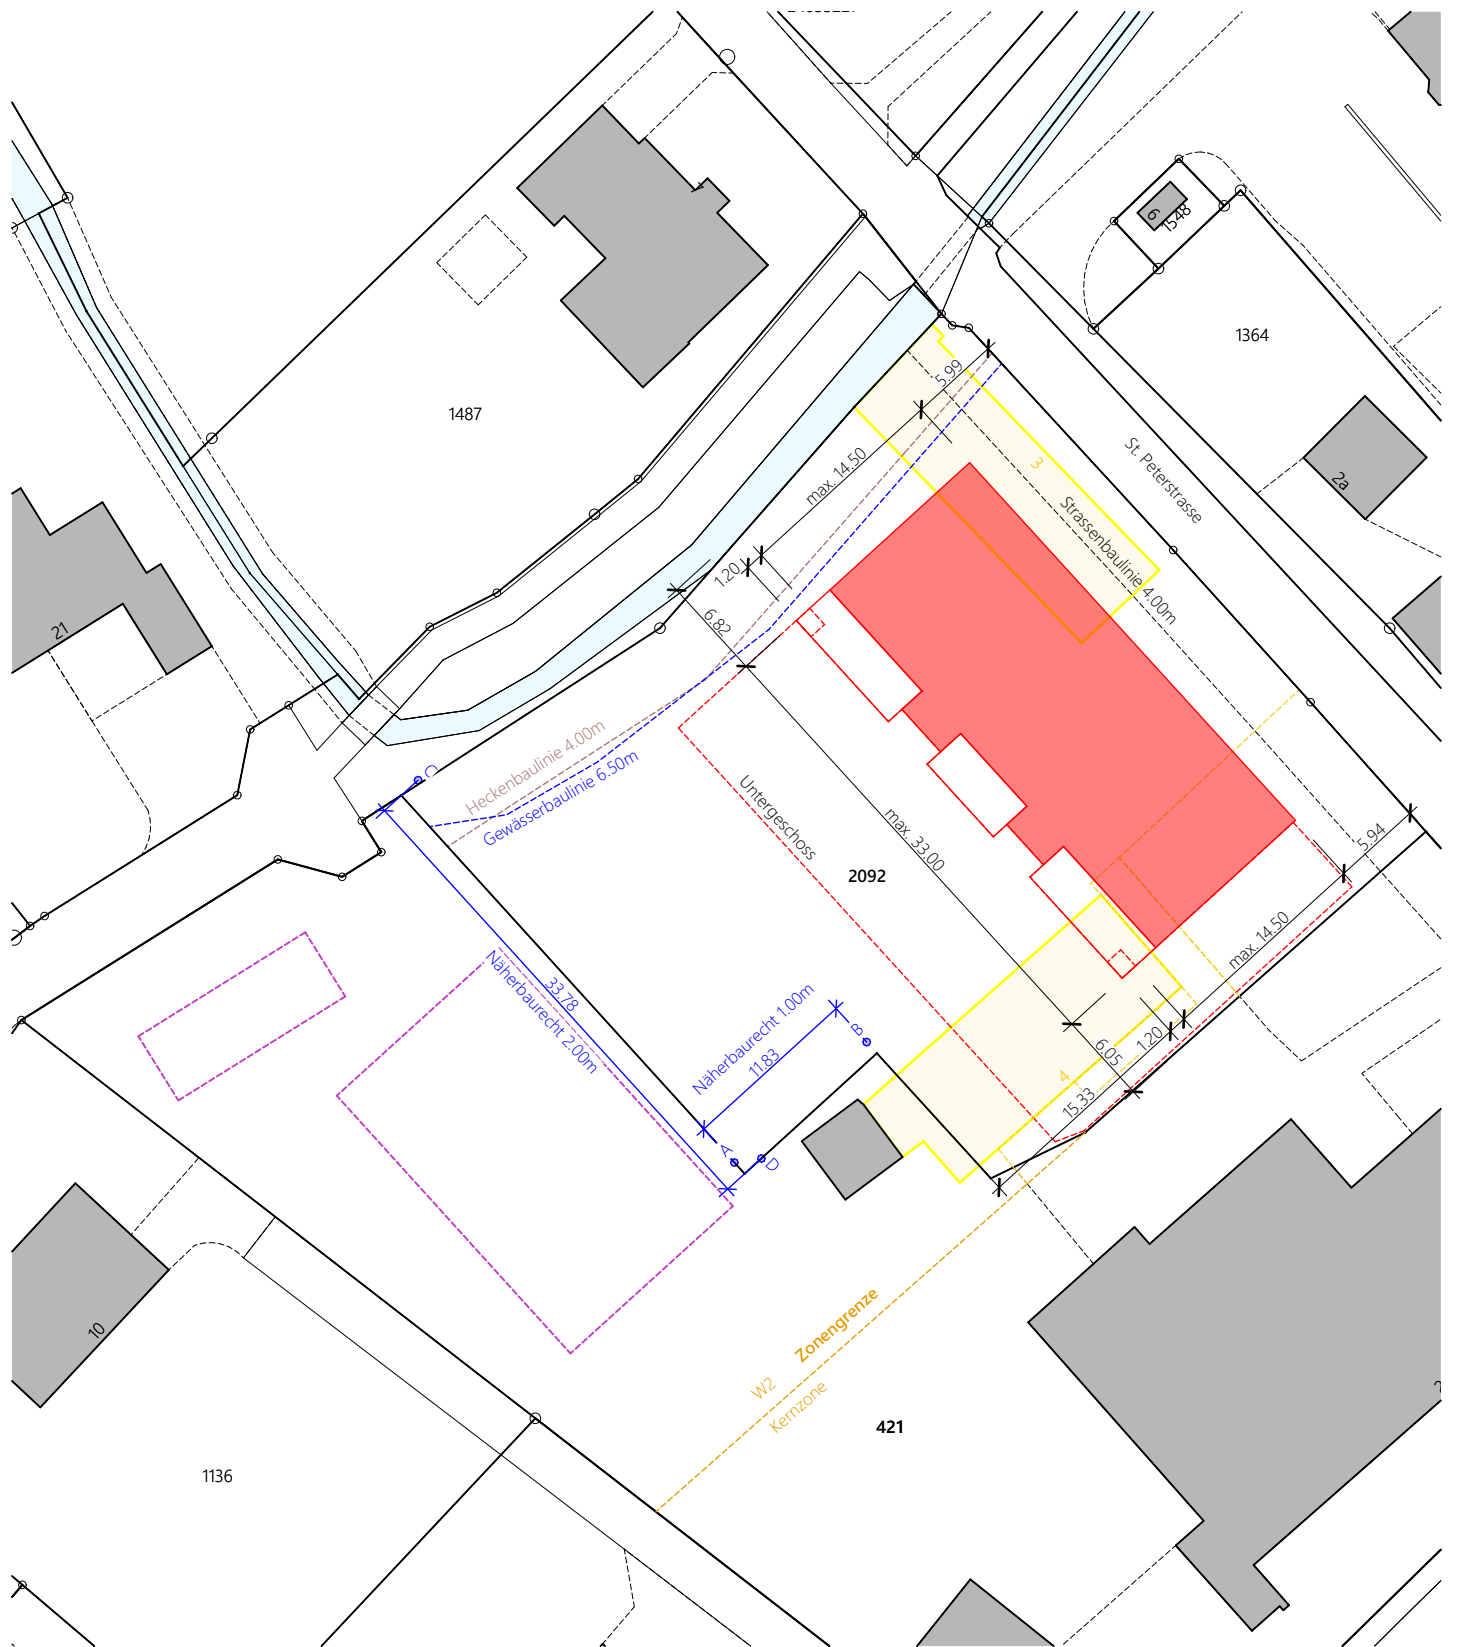 6
1548
1364
1487
5.99
3
St. Peterstrasse
2a
max. 14.50
Strassenbaulinie 4.00m
1.20
6.82
21
Heckenbaulinie 4.00m
Gewässerbaulinie 6.50m
C
Untergeschoss
max. 33.00
5.94
2092
max. 14.50
Näherbaurecht 2.00m
33.78
Näherbaurecht 1.00m
11.83
B
1.20
6.05
4
15.33
A
D
10
Zonengrenze
W2
Kernzone
421
1136